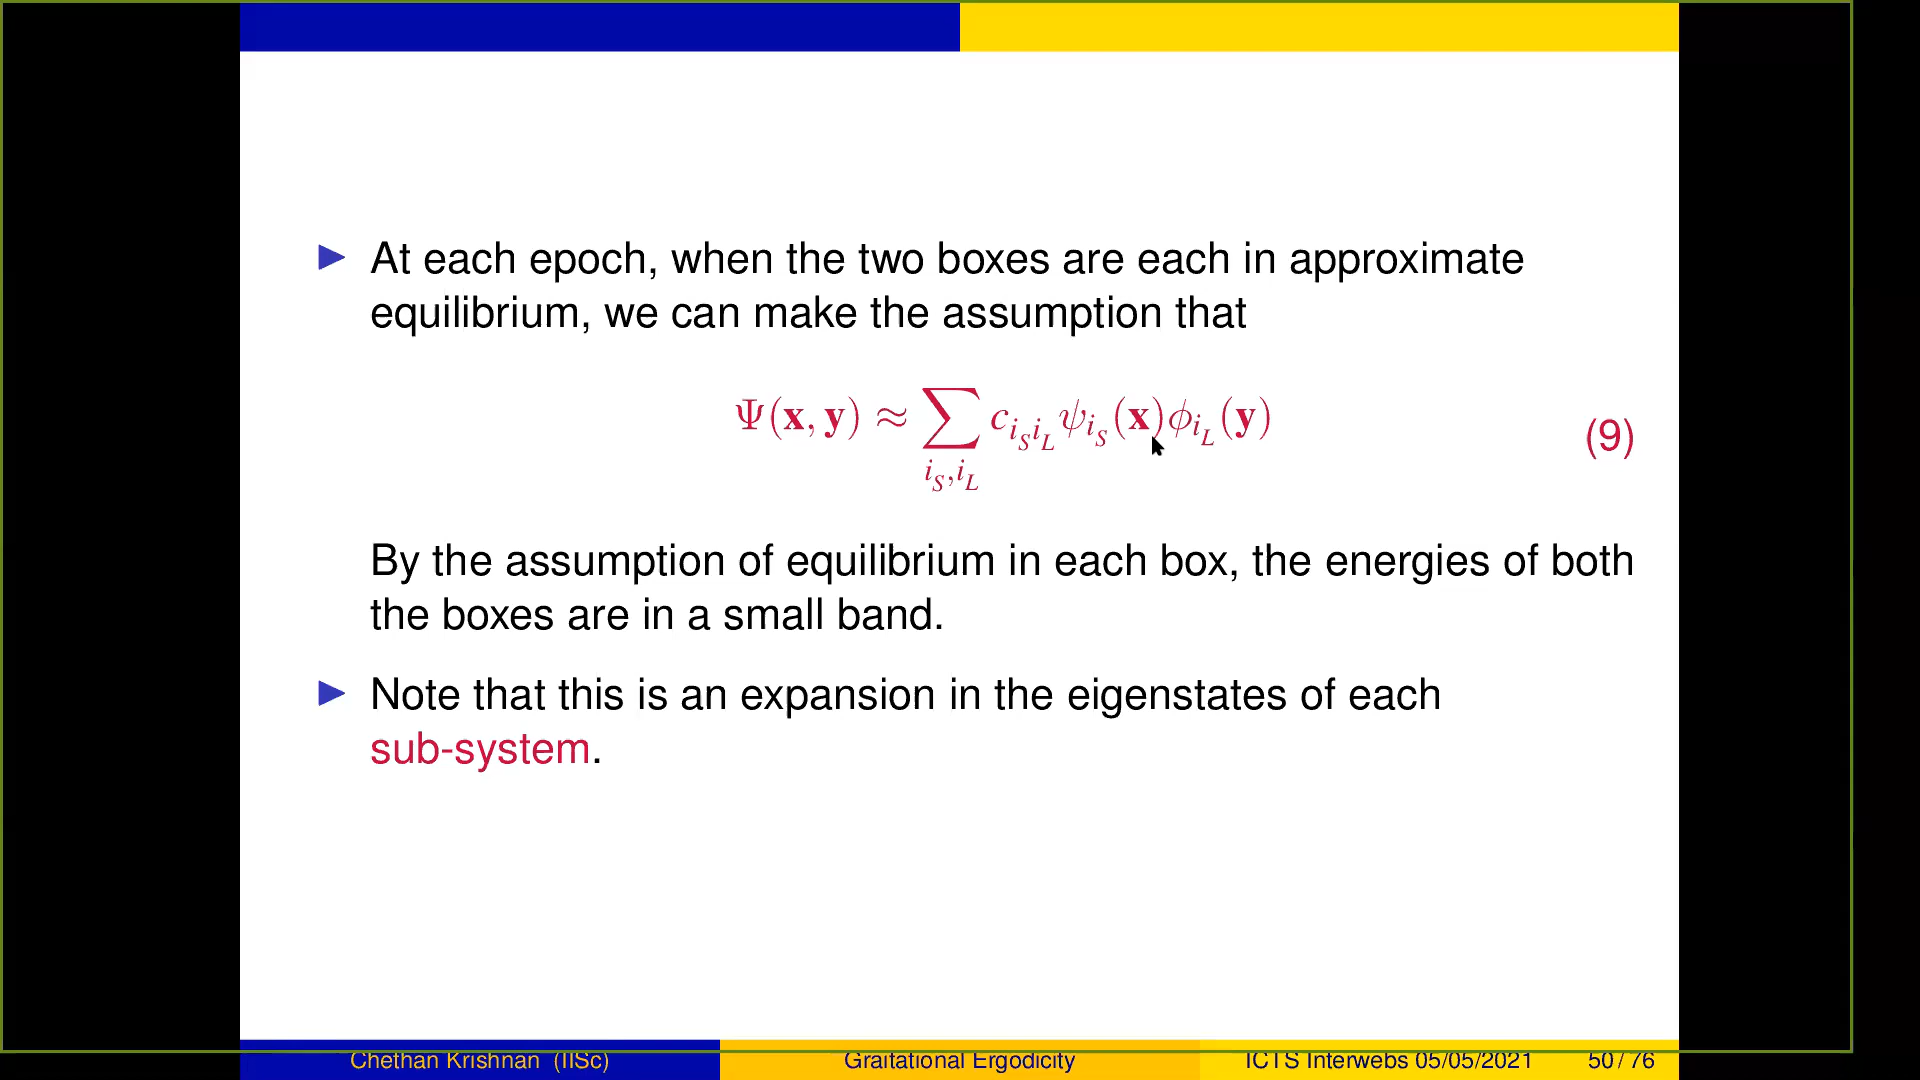 ▶ At each epoch, when the two boxes are each in approximate
equilibrium, we can make the assumption that
Ψ(x, y) ≈ ∑_{i_S,i_L} c_{i_S i_L} ψ_{i_S}(x) ϕ_{i_L}(y) (9)
By the assumption of equilibrium in each box, the energies of both
the boxes are in a small band.
▶ Note that this is an expansion in the eigenstates of each
sub-system.
Chethan Krishnan (IISc) Graitational Ergodicity ICTS Interwebs 05/05/2021 50 / 76